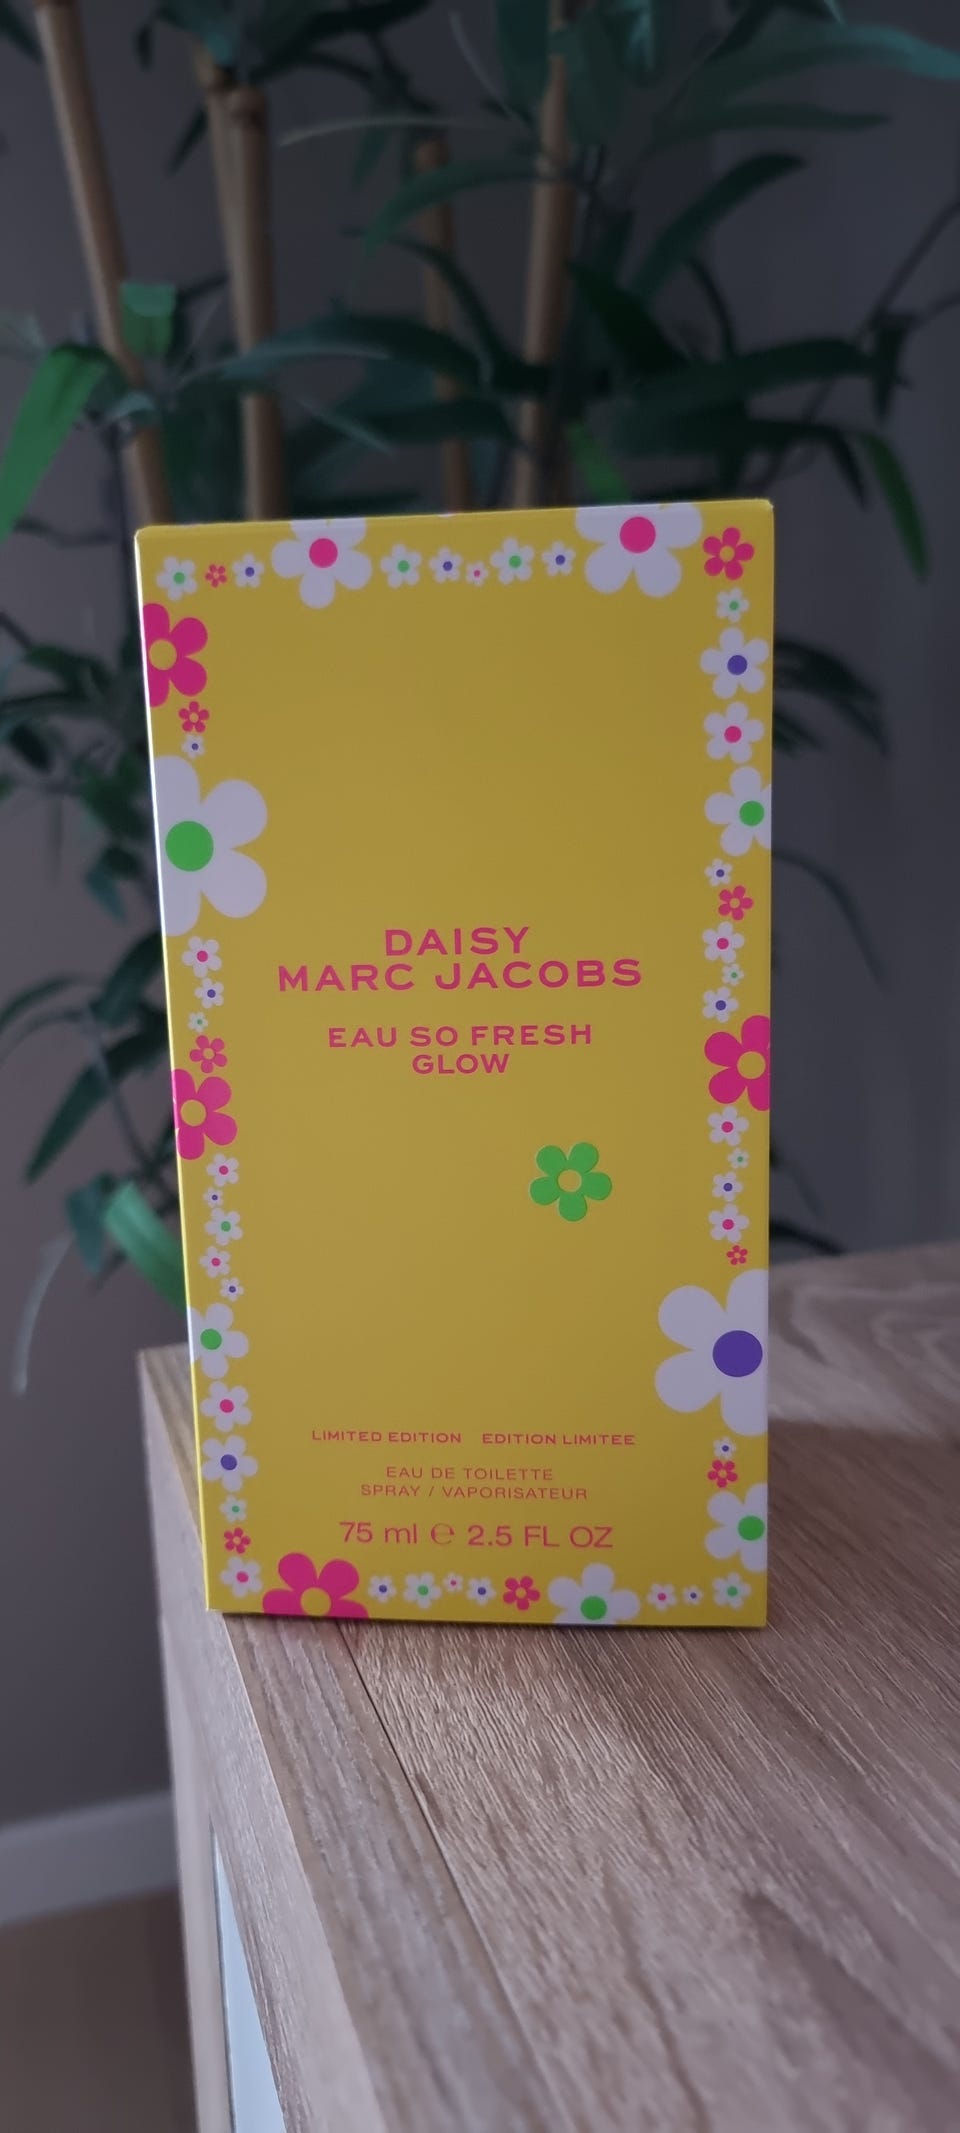 DAISY
MARC JACOBS
EAU SO FRESH
GLOW
LIMITED EDITION EDITION LIMITEE
EAU DE TOILETTE
SPRAY / VAPORISATEUR
75 ml ℮ 2.5 FL OZ